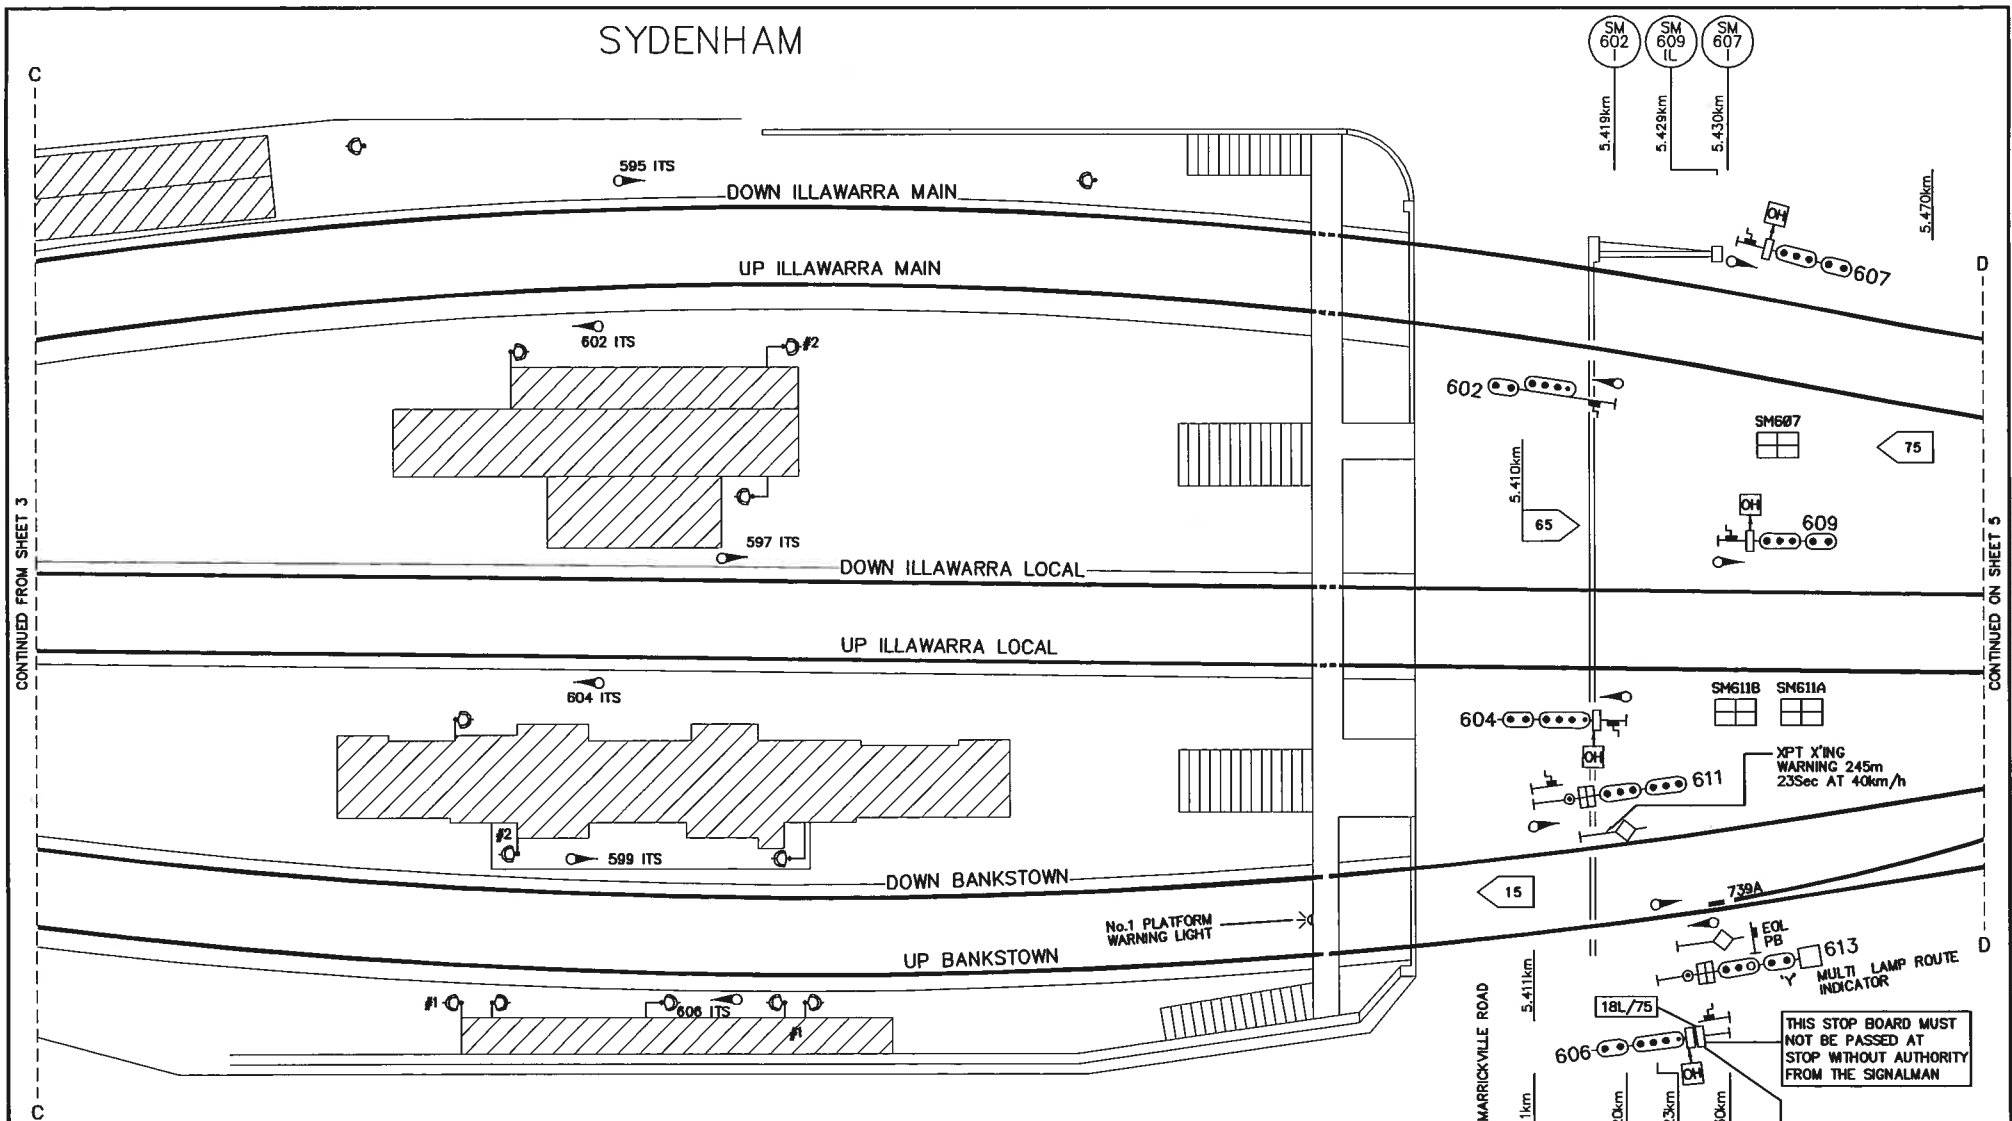 SYDENHAM
SM
602
I
SM
609
IL
SM
607
I
5.419km
5.429km
5.430km
5.470km
C
C
D
D
CONTINUED FROM SHEET 3
CONTINUED ON SHEET 5
595 ITS
DOWN ILLAWARRA MAIN
UP ILLAWARRA MAIN
602 ITS
#2
OH
607
602
SM607
75
5.410km
65
OH
609
597 ITS
DOWN ILLAWARRA LOCAL
UP ILLAWARRA LOCAL
604 ITS
604
OH
SM611B
SM611A
XPT X'ING
WARNING 245m
23Sec AT 40km/h
611
#2
599 ITS
DOWN BANKSTOWN
15
739A
No.1 PLATFORM
WARNING LIGHT
UP BANKSTOWN
EOL
PB
613
MULTI LAMP ROUTE
INDICATOR
#1
606 ITS
#1
MARRICKVILLE ROAD
5.411km
18L/75
606
OH
THIS STOP BOARD MUST
NOT BE PASSED AT
STOP WITHOUT AUTHORITY
FROM THE SIGNALMAN
1km
20km
23km